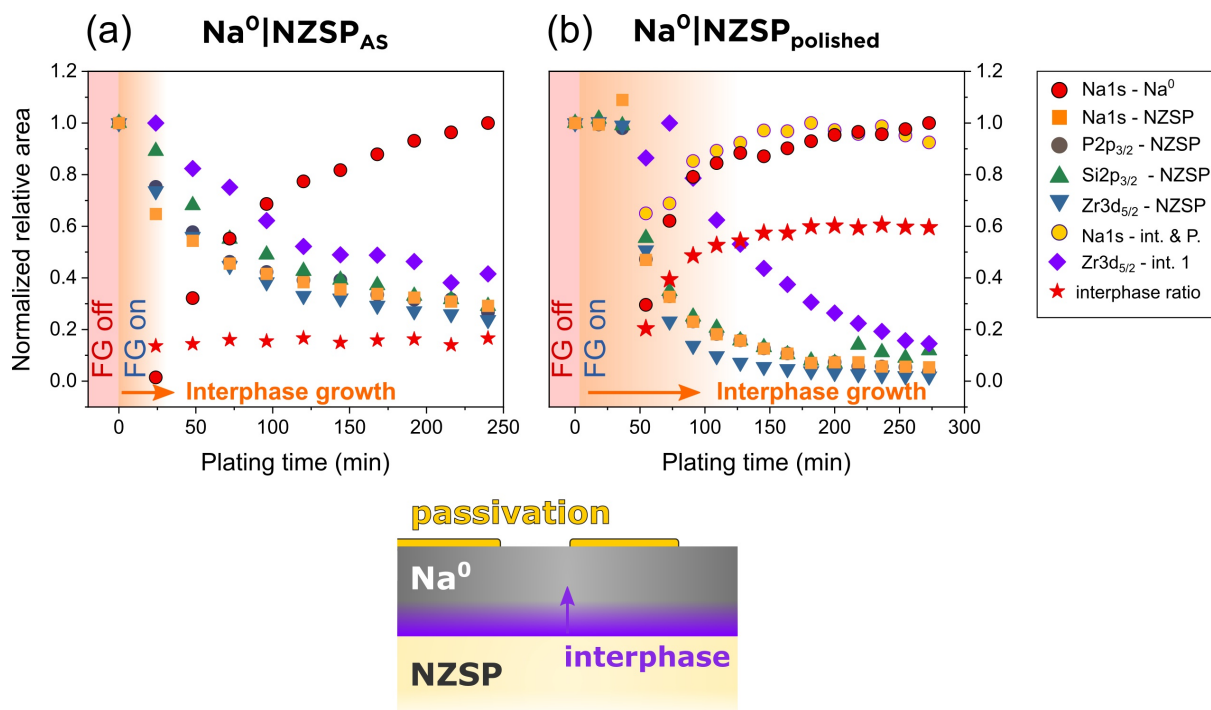 (a) Na⁰|NZSP_AS
(b) Na⁰|NZSP_polished
Normalized relative area
1.2
1.0
0.8
0.6
0.4
0.2
0.0
FG off
FG on
Interphase growth
0 50 100 150 200 250
Plating time (min)
FG off
FG on
Interphase growth
0 50 100 150 200 250 300
Plating time (min)
1.2
1.0
0.8
0.6
0.4
0.2
0.0
Na1s - Na⁰
Na1s - NZSP
P2p₃/₂ - NZSP
Si2p₃/₂ - NZSP
Zr3d₅/₂ - NZSP
Na1s - int. & P.
Zr3d₅/₂ - int. 1
interphase ratio
passivation
Na⁰
interphase
NZSP